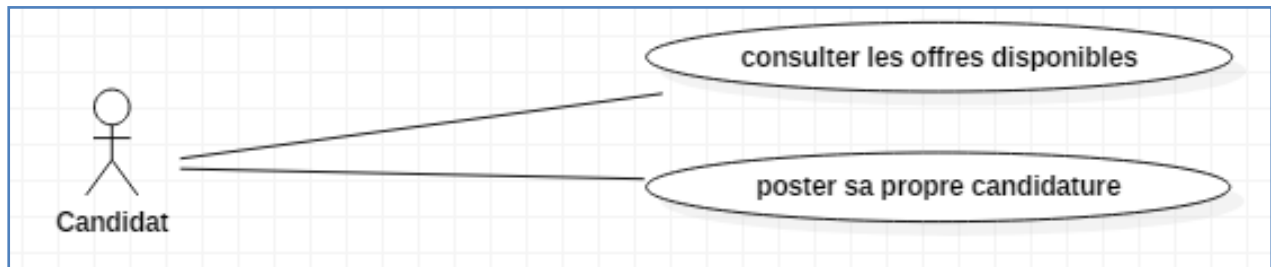 consulter les offres disponibles
poster sa propre candidature
Candidat